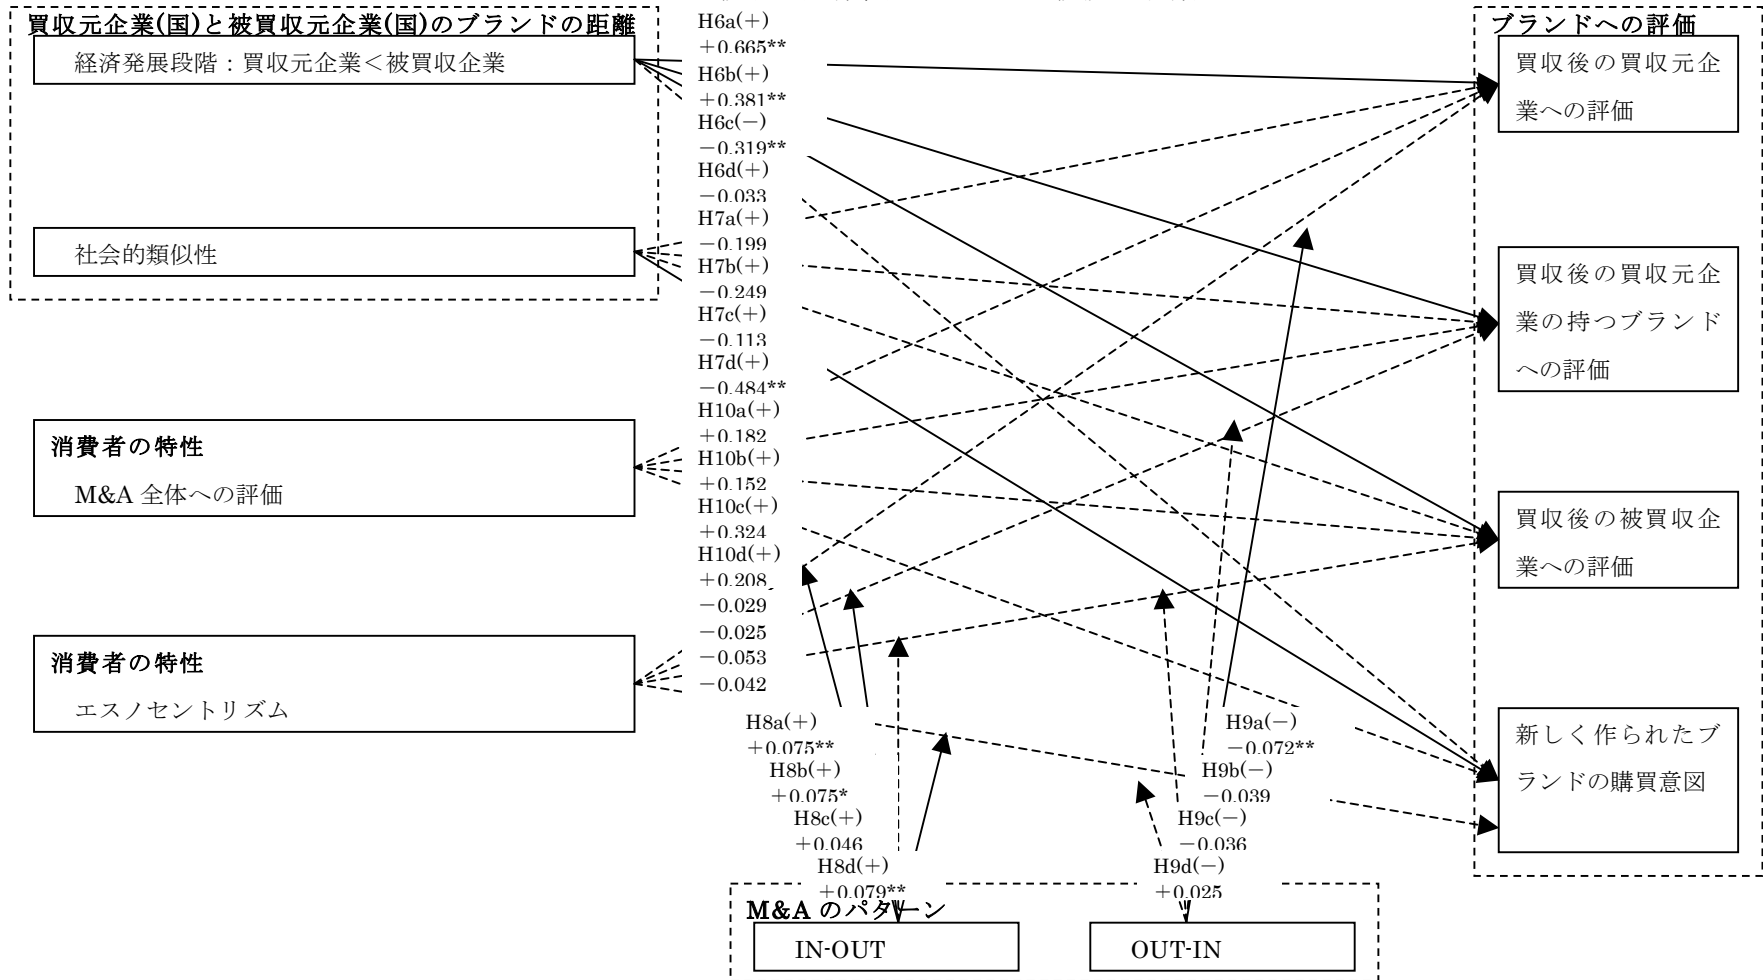 買収元企業(国)と被買収元企業(国)のブランドの距離
経済発展段階：買収元企業＜被買収企業
社会的類似性
消費者の特性
M&A 全体への評価
消費者の特性
エスノセントリズム
H6a(+)
+0.665**
H6b(+)
+0.381**
H6c(−)
−0.319**
H6d(+)
−0.033
H7a(+)
−0.199
H7b(+)
−0.249
H7c(+)
−0.113
H7d(+)
−0.484**
H10a(+)
+0.182
H10b(+)
+0.152
H10c(+)
+0.324
H10d(+)
+0.208
−0.029
−0.025
−0.053
−0.042
H8a(+)
+0.075**
H8b(+)
+0.075*
H8c(+)
+0.046
H8d(+)
+0.079**
H9a(−)
−0.072**
H9b(−)
−0.039
H9c(−)
−0.036
H9d(−)
+0.025
M&A のパターン
IN-OUT
OUT-IN
ブランドへの評価
買収後の買収元企
業への評価
買収後の買収元企
業の持つブランド
への評価
買収後の被買収企
業への評価
新しく作られたブ
ランドの購買意図